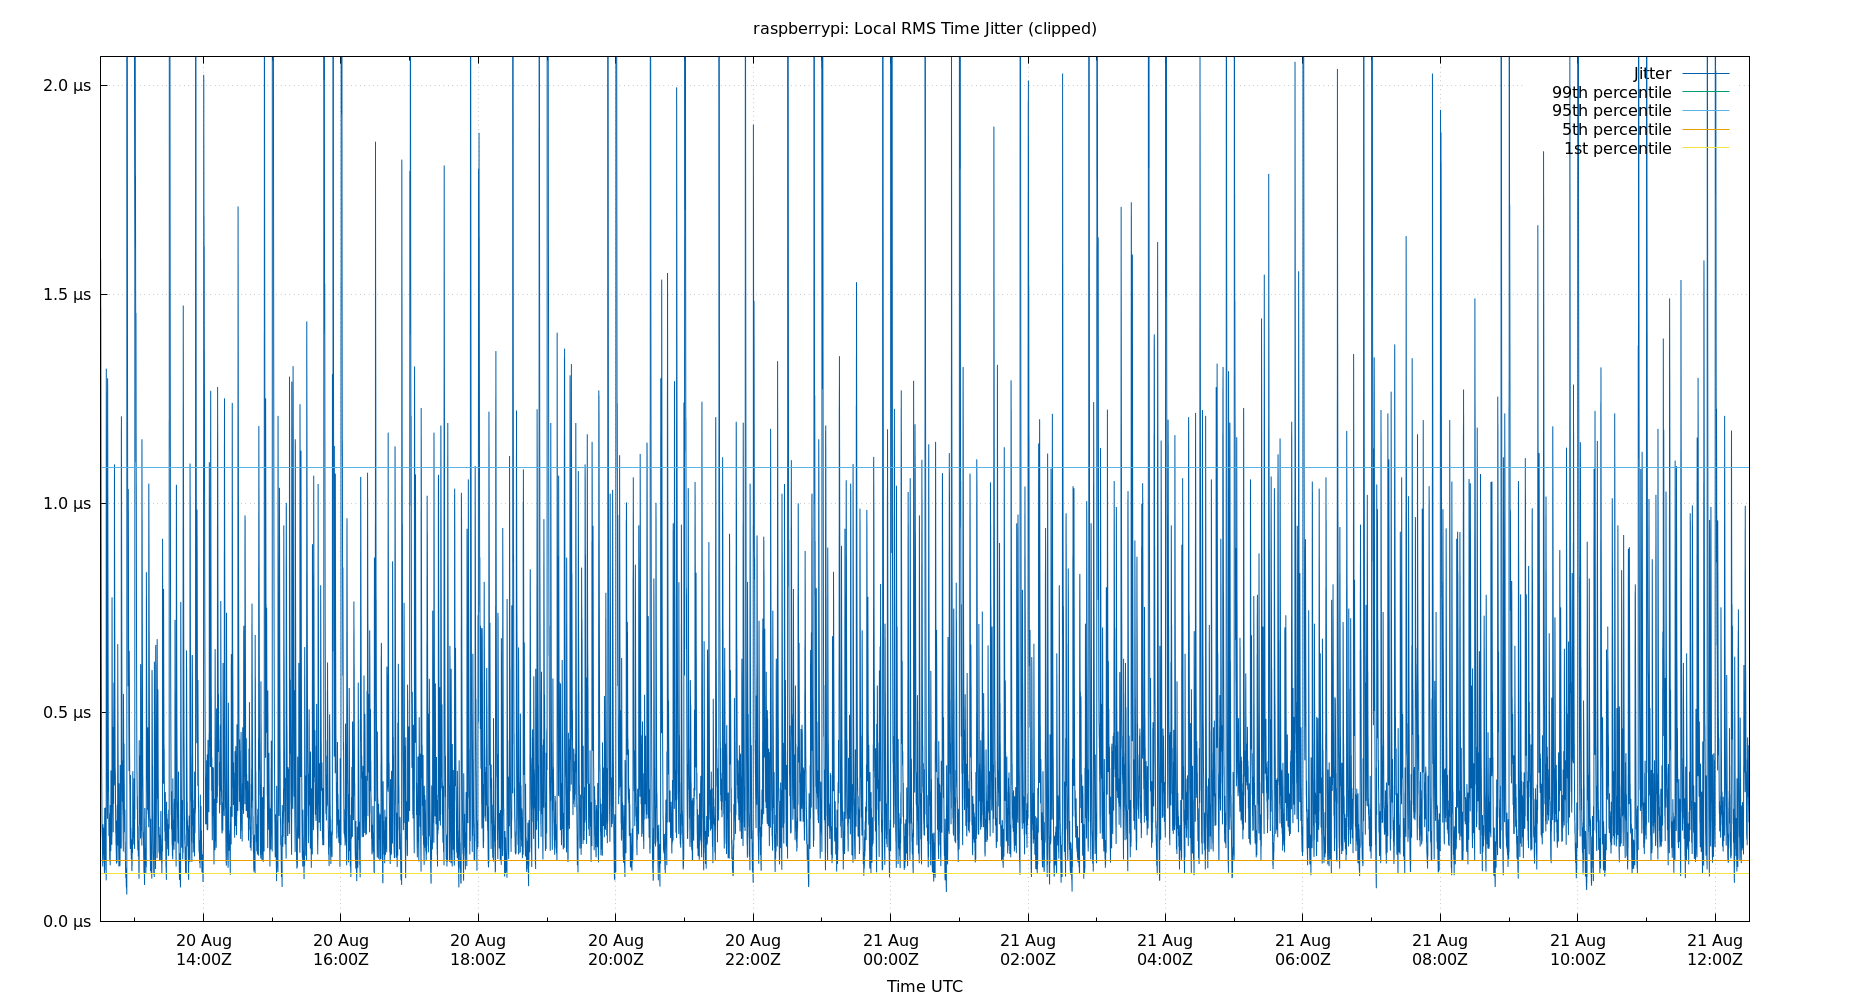 raspberrypi: Local RMS Time Jitter (clipped)
Jitter
99th percentile
95th percentile
5th percentile
1st percentile
2.0 µs
1.5 µs
1.0 µs
0.5 µs
0.0 µs
20 Aug 20 Aug 20 Aug 20 Aug 20 Aug 21 Aug 21 Aug 21 Aug 21 Aug 21 Aug 21 Aug 21 Aug
14:00Z 16:00Z 18:00Z 20:00Z 22:00Z 00:00Z 02:00Z 04:00Z 06:00Z 08:00Z 10:00Z 12:00Z
Time UTC